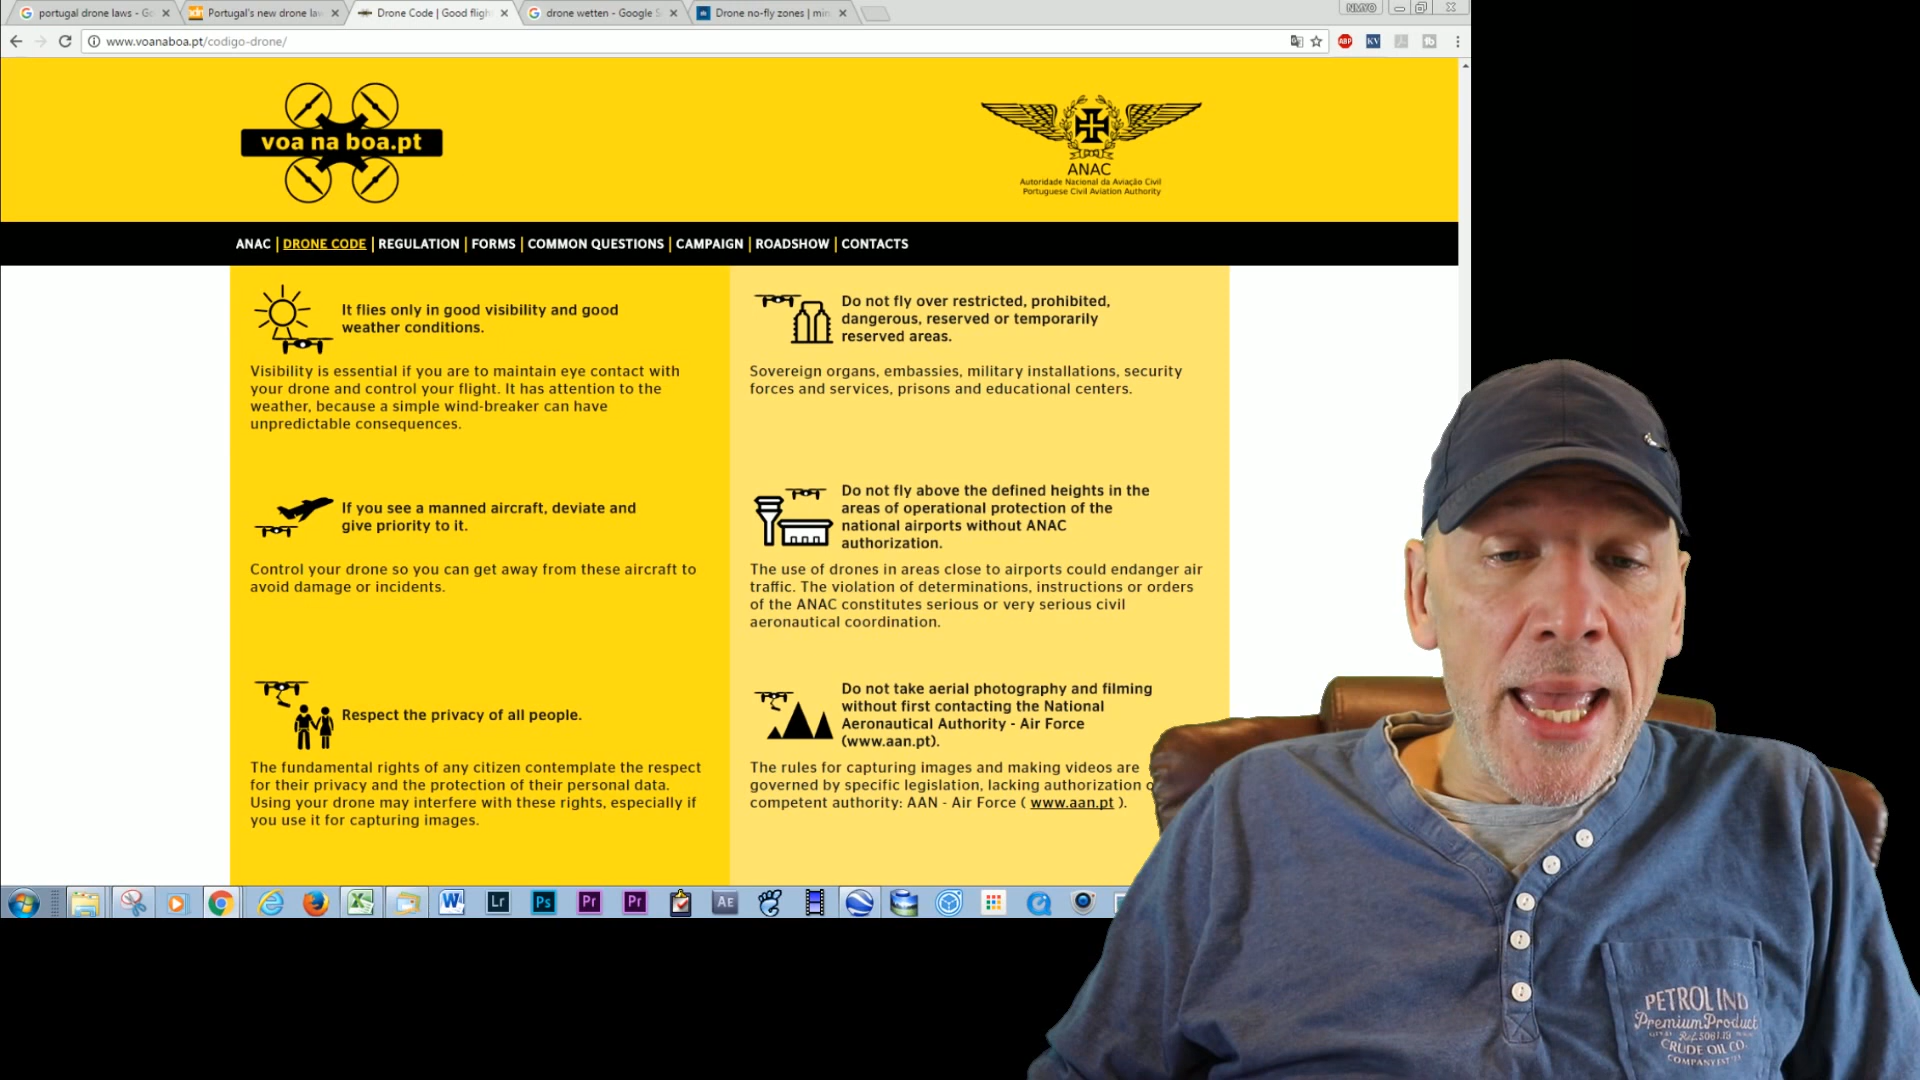 portugal drone laws - Go
Portugal's new drone law
Drone Code | Good fligh
drone wetten - Google S
Drone no-fly zones | min
NMYO
www.voanaboa.pt/codigo-drone/
ABP
KV
voa na boa.pt
ANAC
Autoridade Nacional da Aviação Civil
Portuguese Civil Aviation Authority
ANAC | DRONE CODE | REGULATION | FORMS | COMMON QUESTIONS | CAMPAIGN | ROADSHOW | CONTACTS
It flies only in good visibility and good
weather conditions.
Visibility is essential if you are to maintain eye contact with
your drone and control your flight. It has attention to the
weather, because a simple wind-breaker can have
unpredictable consequences.
Do not fly over restricted, prohibited,
dangerous, reserved or temporarily
reserved areas.
Sovereign organs, embassies, military installations, security
forces and services, prisons and educational centers.
If you see a manned aircraft, deviate and
give priority to it.
Control your drone so you can get away from these aircraft to
avoid damage or incidents.
Do not fly above the defined heights in the
areas of operational protection of the
national airports without ANAC
authorization.
The use of drones in areas close to airports could endanger air
traffic. The violation of determinations, instructions or orders
of the ANAC constitutes serious or very serious civil
aeronautical coordination.
Respect the privacy of all people.
The fundamental rights of any citizen contemplate the respect
for their privacy and the protection of their personal data.
Using your drone may interfere with these rights, especially if
you use it for capturing images.
Do not take aerial photography and filming
without first contacting the National
Aeronautical Authority - Air Force
(www.aan.pt).
The rules for capturing images and making videos are
governed by specific legislation, lacking authorization
competent authority: AAN - Air Force ( www.aan.pt ).
Lr
Ps
Pr
Pr
AE
PETROL IND
Premium Product
CRUDE OIL CO.